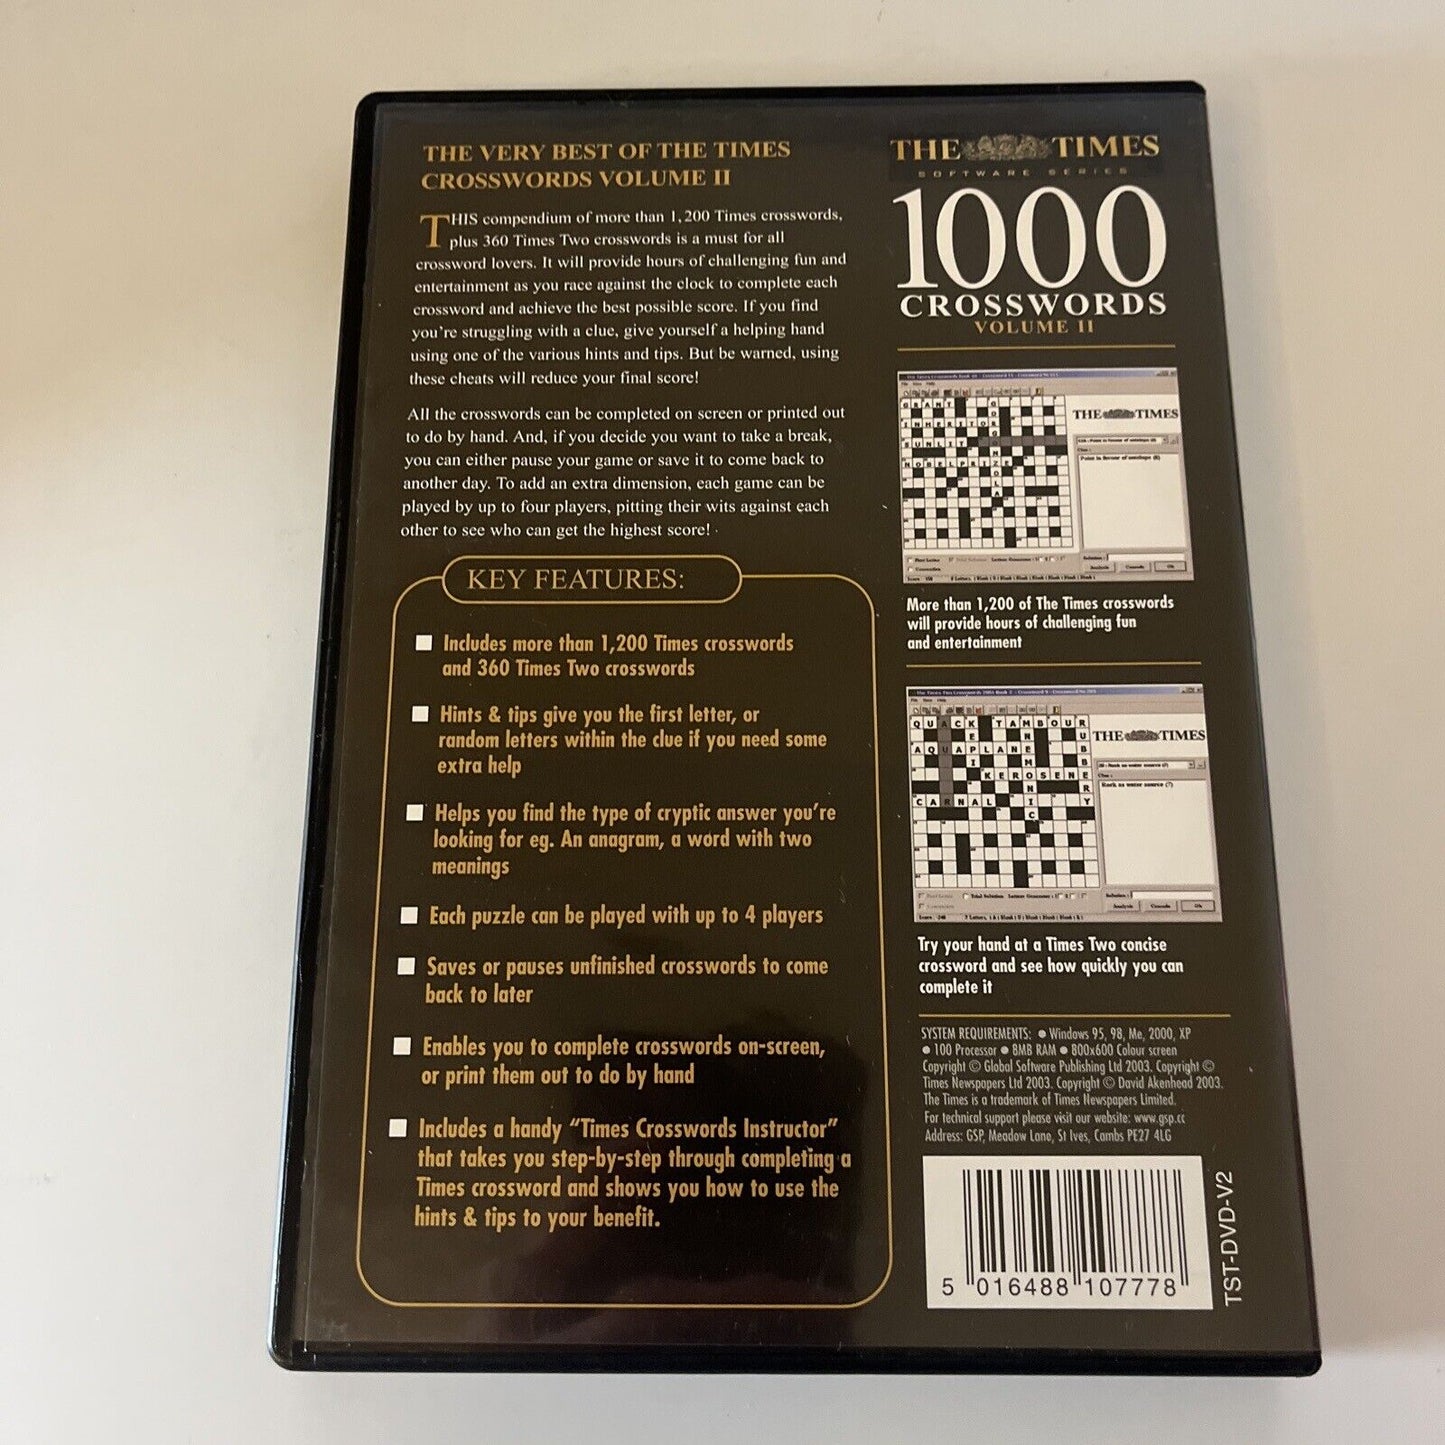 THE VERY BEST OF THE TIMES
CROSSWORDS VOLUME II
THIS compendium of more than 1,200 Times crosswords,
plus 360 Times Two crosswords is a must for all
crossword lovers. It will provide hours of challenging fun and
entertainment as you race against the clock to complete each
crossword and achieve the best possible score. If you find
you're struggling with a clue, give yourself a helping hand
using one of the various hints and tips. But be warned, using
these cheats will reduce your final score!
All the crosswords can be completed on screen or printed out
to do by hand. And, if you decide you want to take a break,
you can either pause your game or save it to come back to
another day. To add an extra dimension, each game can be
played by up to four players, pitting their wits against each
other to see who can get the highest score!
KEY FEATURES:
Includes more than 1,200 Times crosswords
and 360 Times Two crosswords
Hints & tips give you the first letter, or
random letters within the clue if you need some
extra help
Helps you find the type of cryptic answer you're
looking for eg. An anagram, a word with two
meanings
Each puzzle can be played with up to 4 players
Saves or pauses unfinished crosswords to come
back to later
Enables you to complete crosswords on-screen,
or print them out to do by hand
Includes a handy "Times Crosswords Instructor"
that takes you step-by-step through completing a
Times crossword and shows you how to use the
hints & tips to your benefit.
THE TIMES
SOFTWARE SERIES
1000
CROSSWORDS
VOLUME II
THE TIMES
GRANT
INHERITOR
SUNLIT
NOBELPRIZE
GORGONZOLA
Point in favour of antelope (6)
More than 1,200 of The Times crosswords
will provide hours of challenging fun
and entertainment
THE TIMES
QUACK TAMBOUR
AQUAPLANE
KEROSENE
CARNAL
Rock as water source (7)
Try your hand at a Times Two concise
crossword and see how quickly you can
complete it
SYSTEM REQUIREMENTS: ● Windows 95, 98, Me, 2000, XP
● 100 Processor ● 8MB RAM ● 800x600 Colour screen
Copyright © Global Software Publishing Ltd 2003. Copyright ©
Times Newspapers Ltd 2003. Copyright © David Akenhead 2003.
The Times is a trademark of Times Newspapers Limited.
For technical support please visit our website: www.gsp.cc
Address: GSP, Meadow Lane, St Ives, Cambs PE27 4LG
5 016488 107778
TST-DVD-V2